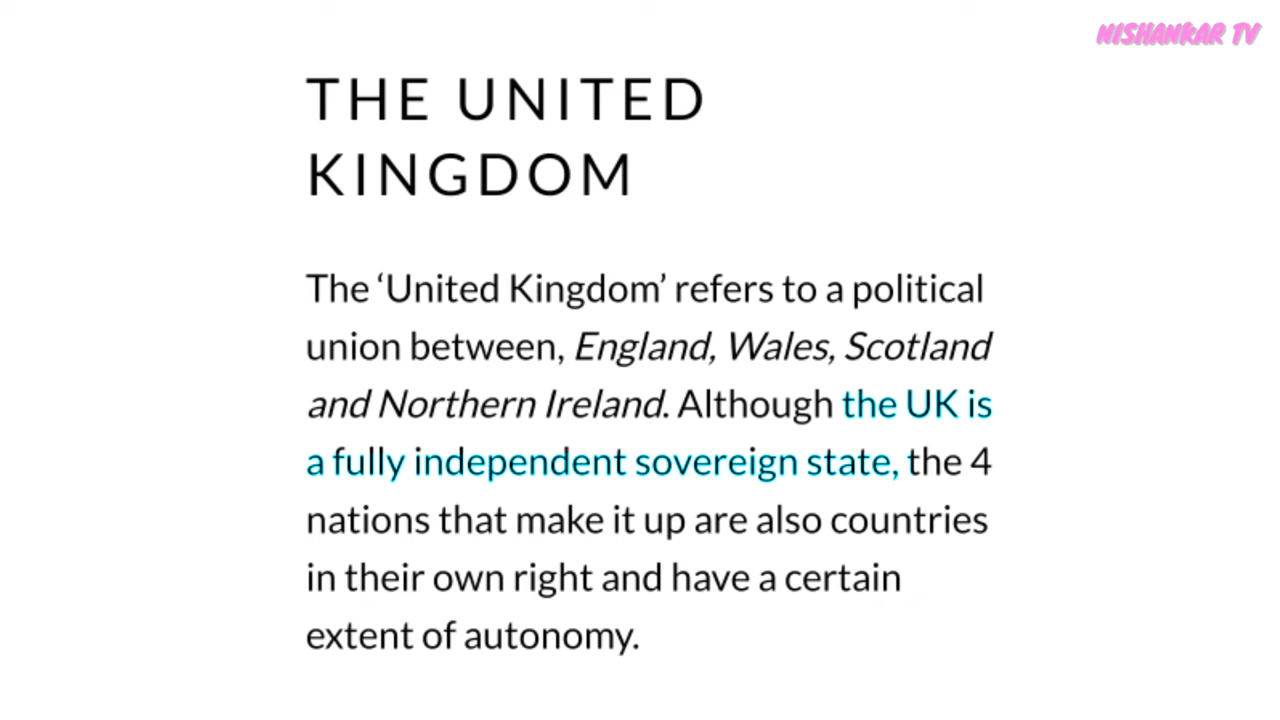 NISHANKAR TV
THE UNITED
KINGDOM
The ‘United Kingdom’ refers to a political
union between, England, Wales, Scotland
and Northern Ireland. Although the UK is
a fully independent sovereign state, the 4
nations that make it up are also countries
in their own right and have a certain
extent of autonomy.